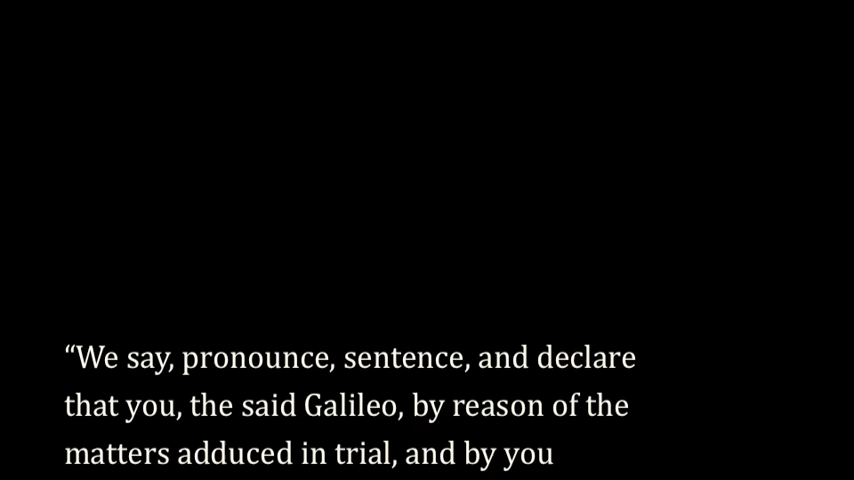 “We say, pronounce, sentence, and declare
that you, the said Galileo, by reason of the
matters adduced in trial, and by you